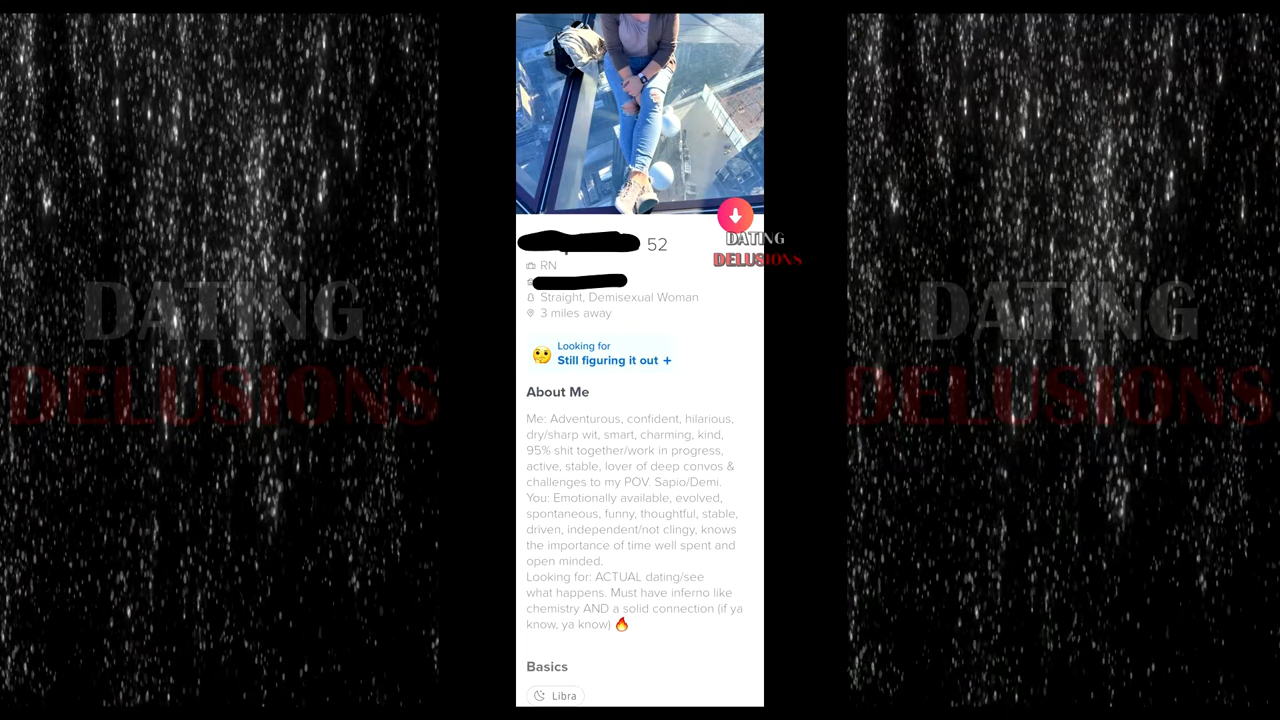 52
RN
Straight, Demisexual Woman
3 miles away
DATING
DELUSIONS
DATING
DELUSIONS
DATING
DELUSIONS
Looking for
Still figuring it out +
About Me
Me: Adventurous, confident, hilarious,
dry/sharp wit, smart, charming, kind,
95% shit together/work in progress,
active, stable, lover of deep convos &
challenges to my POV. Sapio/Demi.
You: Emotionally available, evolved,
spontaneous, funny, thoughtful, stable,
driven, independent/not clingy, knows
the importance of time well spent and
open minded.
Looking for: ACTUAL dating/see
what happens. Must have inferno like
chemistry AND a solid connection (if ya
know, ya know) 🔥
Basics
Libra